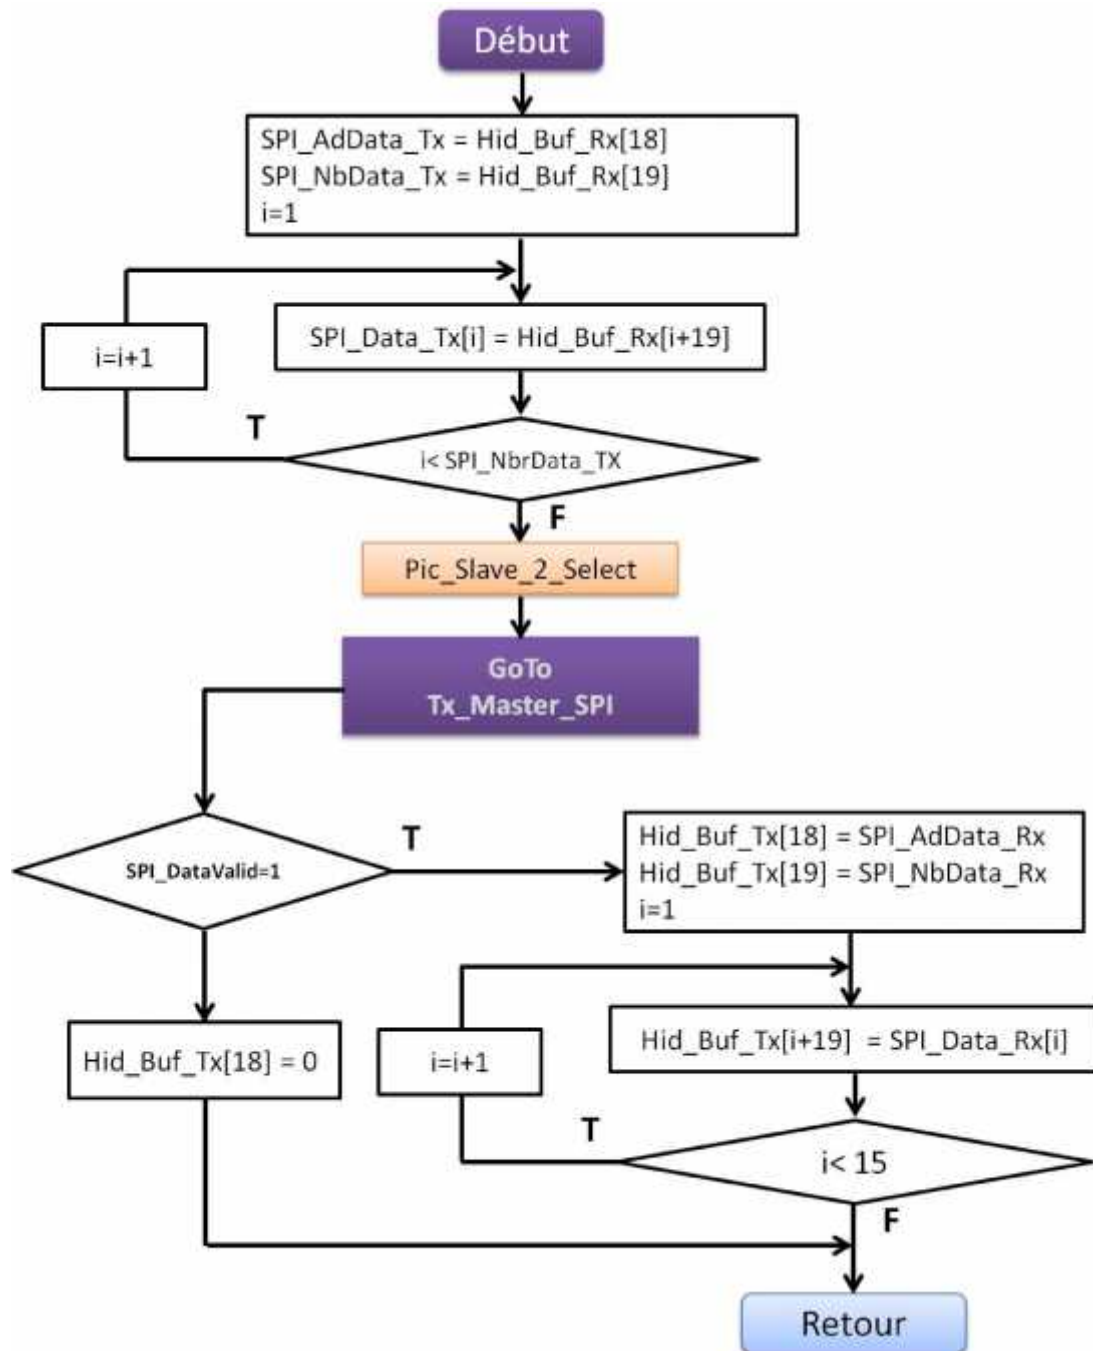 Début
SPI_AdData_Tx = Hid_Buf_Rx[18]
SPI_NbData_Tx = Hid_Buf_Rx[19]
i=1
SPI_Data_Tx[i] = Hid_Buf_Rx[i+19]
i=i+1
T
i< SPI_NbrData_TX
F
Pic_Slave_2_Select
GoTo
Tx_Master_SPI
SPI_DataValid=1
T
Hid_Buf_Tx[18] = SPI_AdData_Rx
Hid_Buf_Tx[19] = SPI_NbData_Rx
i=1
Hid_Buf_Tx[18] = 0
i=i+1
Hid_Buf_Tx[i+19] = SPI_Data_Rx[i]
T
i< 15
F
Retour